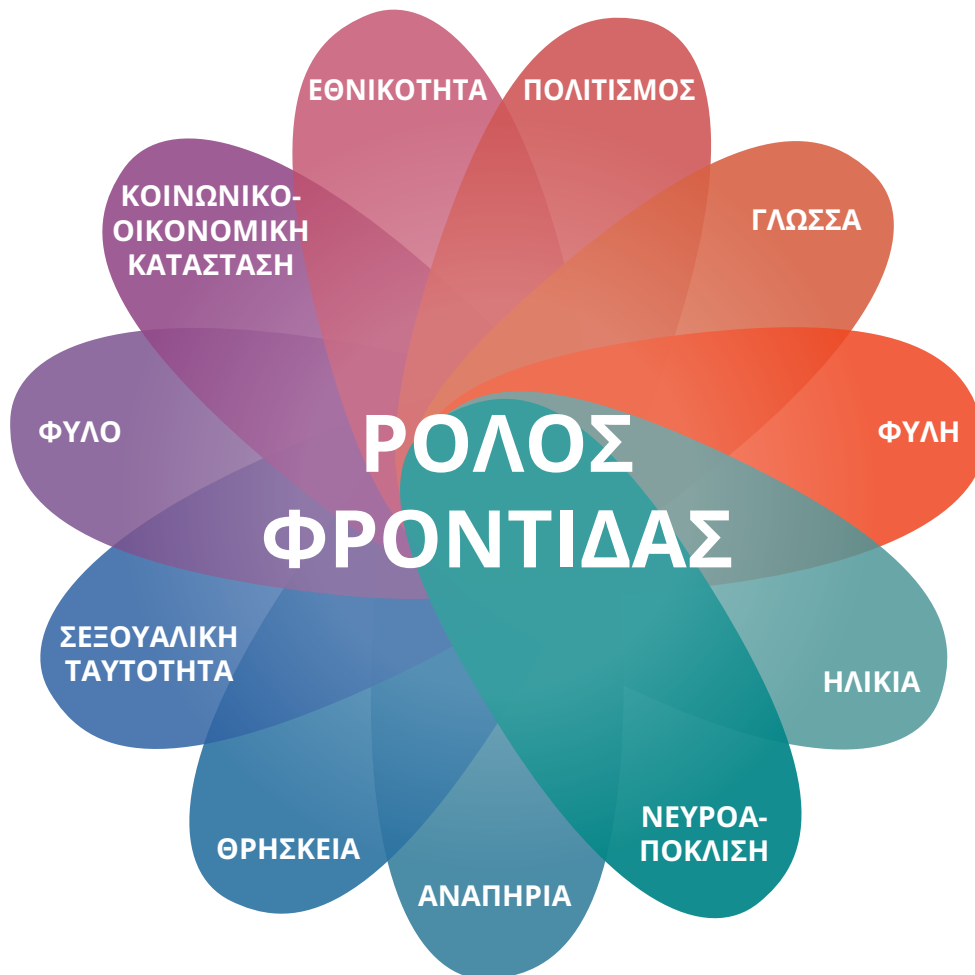 ΕΘΝΙΚΟΤΗΤΑ
ΠΟΛΙΤΙΣΜΟΣ
ΚΟΙΝΩΝΙΚΟ-
ΟΙΚΟΝΟΜΙΚΗ
ΚΑΤΑΣΤΑΣΗ
ΓΛΩΣΣΑ
ΦΥΛΟ
ΡΟΛΟΣ
ΦΡΟΝΤΙΔΑΣ
ΦΥΛΗ
ΣΕΞΟΥΑΛΙΚΗ
ΤΑΥΤΟΤΗΤΑ
ΗΛΙΚΙΑ
ΘΡΗΣΚΕΙΑ
ΑΝΑΠΗΡΙΑ
ΝΕΥΡΟΑ-
ΠΟΚΛΙΣΗ